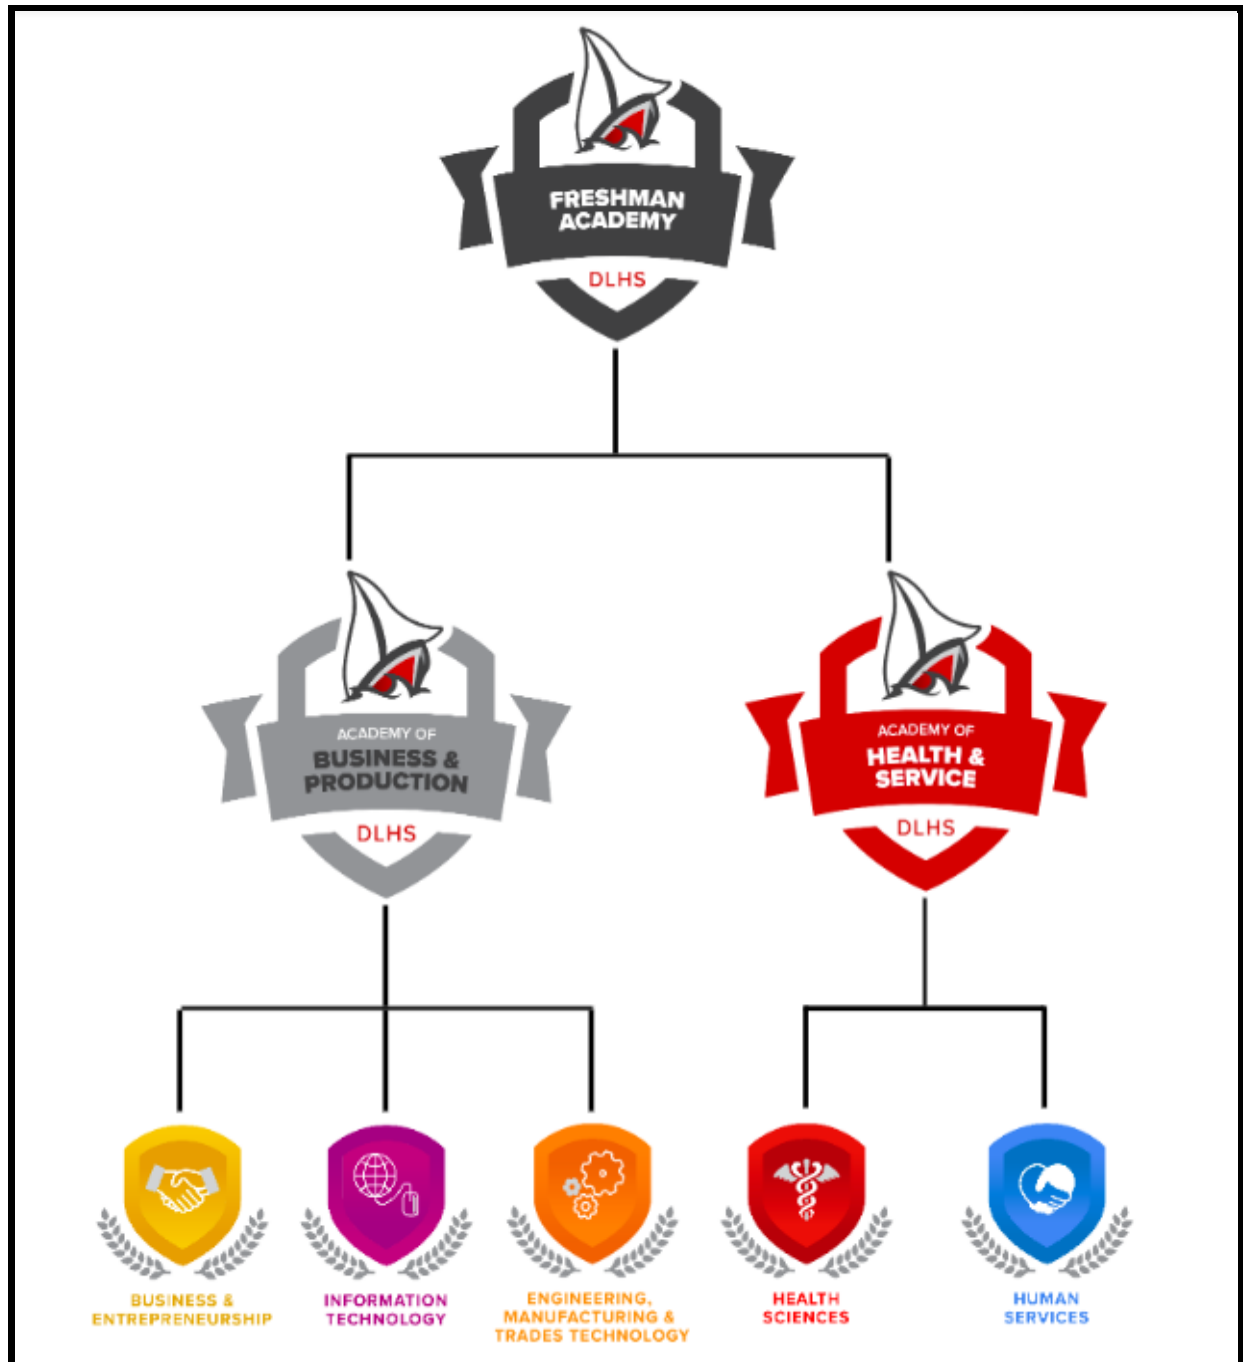 FRESHMAN
ACADEMY
DLHS
ACADEMY OF
BUSINESS &
PRODUCTION
DLHS
ACADEMY OF
HEALTH &
SERVICE
DLHS
BUSINESS &
ENTREPRENEURSHIP
INFORMATION
TECHNOLOGY
ENGINEERING,
MANUFACTURING &
TRADES TECHNOLOGY
HEALTH
SCIENCES
HUMAN
SERVICES